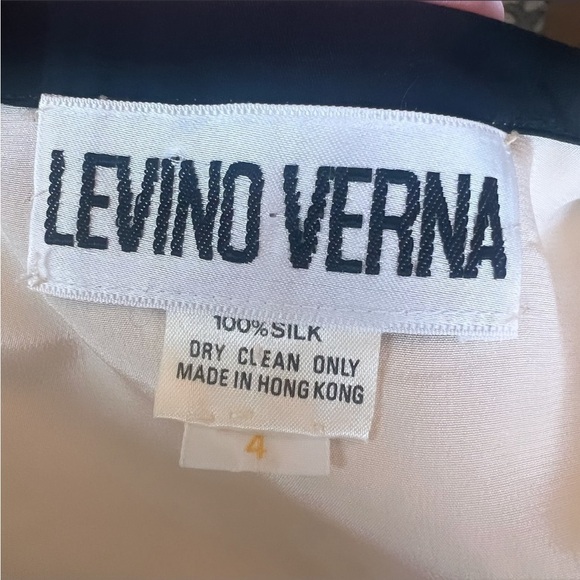 LEVINO VERNA
100% SILK
DRY CLEAN ONLY
MADE IN HONG KONG
4